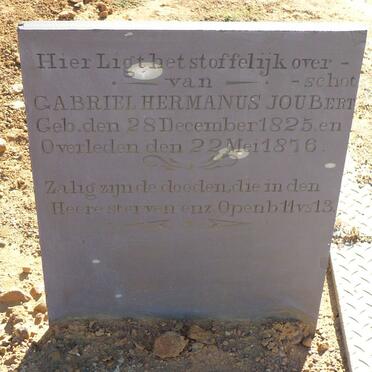 Hier Ligt het stoffelijk over-
van - schot
GABRIEL HERMANUS JOUBERT
Geb. den 28 December 1825. en
Overleden den 22 Mei 1876.
Zalig zijn de dooden, die in den
Heere sterven enz. Openb 14 vs 13.